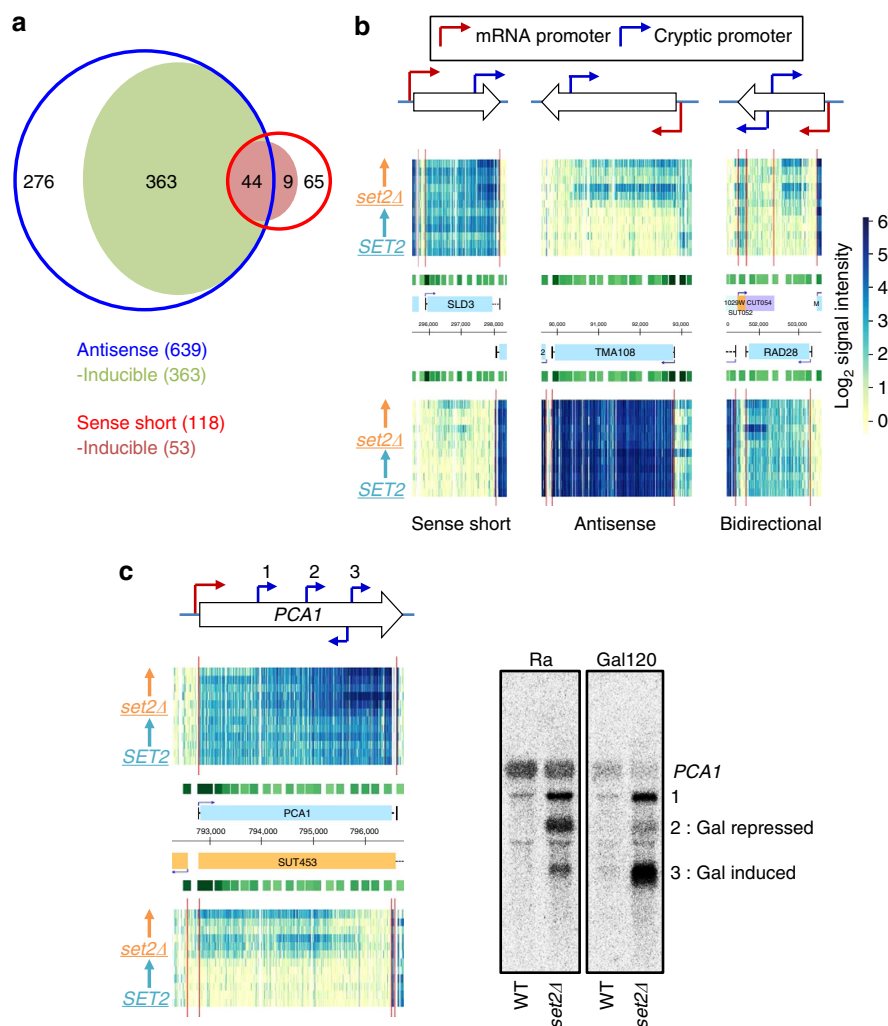 a
276
363
44
9
65
Antisense (639)
-Inducible (363)
Sense short (118)
-Inducible (53)
b
mRNA promoter
Cryptic promoter
set2Δ
SET2
SLD3
296,000
297,000
298,000
2
TMA108
90,000
91,000
92,000
93,000
1029W
CUT054
SUT052
M
0
502,000
503,000
RAD28
set2Δ
SET2
Sense short
Antisense
Bidirectional
Log2 signal intensity
6
5
4
3
2
1
0
c
1
2
3
PCA1
set2Δ
SET2
PCA1
793,000
794,000
795,000
796,000
SUT453
set2Δ
SET2
Ra
Gal120
PCA1
1
2 : Gal repressed
3 : Gal induced
WT
set2Δ
WT
set2Δ